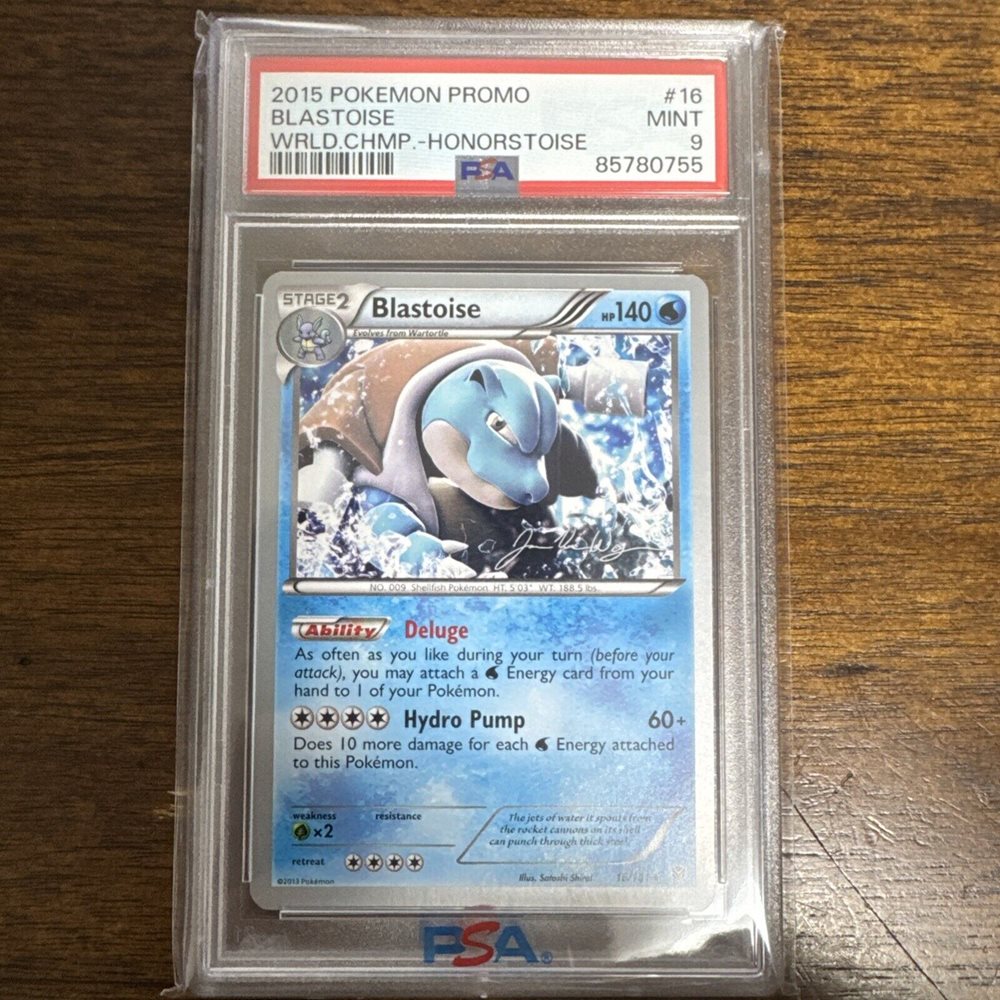 2015 POKEMON PROMO #16
BLASTOISE MINT
WRLD.CHMP.-HONORSTOISE 9
PSA 85780755
STAGE2 Blastoise HP140
Evolves from Wartortle
NO. 009 Shellfish Pokémon HT. 5'03" WT. 188.5 lbs.
Ability Deluge
As often as you like during your turn (before your
attack), you may attach a Energy card from your
hand to 1 of your Pokémon.
Hydro Pump 60+
Does 10 more damage for each Energy attached
to this Pokémon.
weakness resistance
×2
retreat
The jets of water it spouts from
the rocket cannons on its shell
can punch through thick steel.
©2013 Pokémon Illus. Satoshi Shirai
PSA®